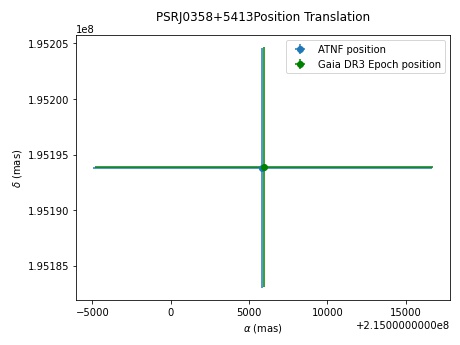 PSRJ0358+5413Position Translation
1e8
ATNF position
Gaia DR3 Epoch position
1.95205
1.95200
1.95195
1.95190
1.95185
δ (mas)
−5000 0 5000 10000 15000
α (mas)
+2.1500000000e8